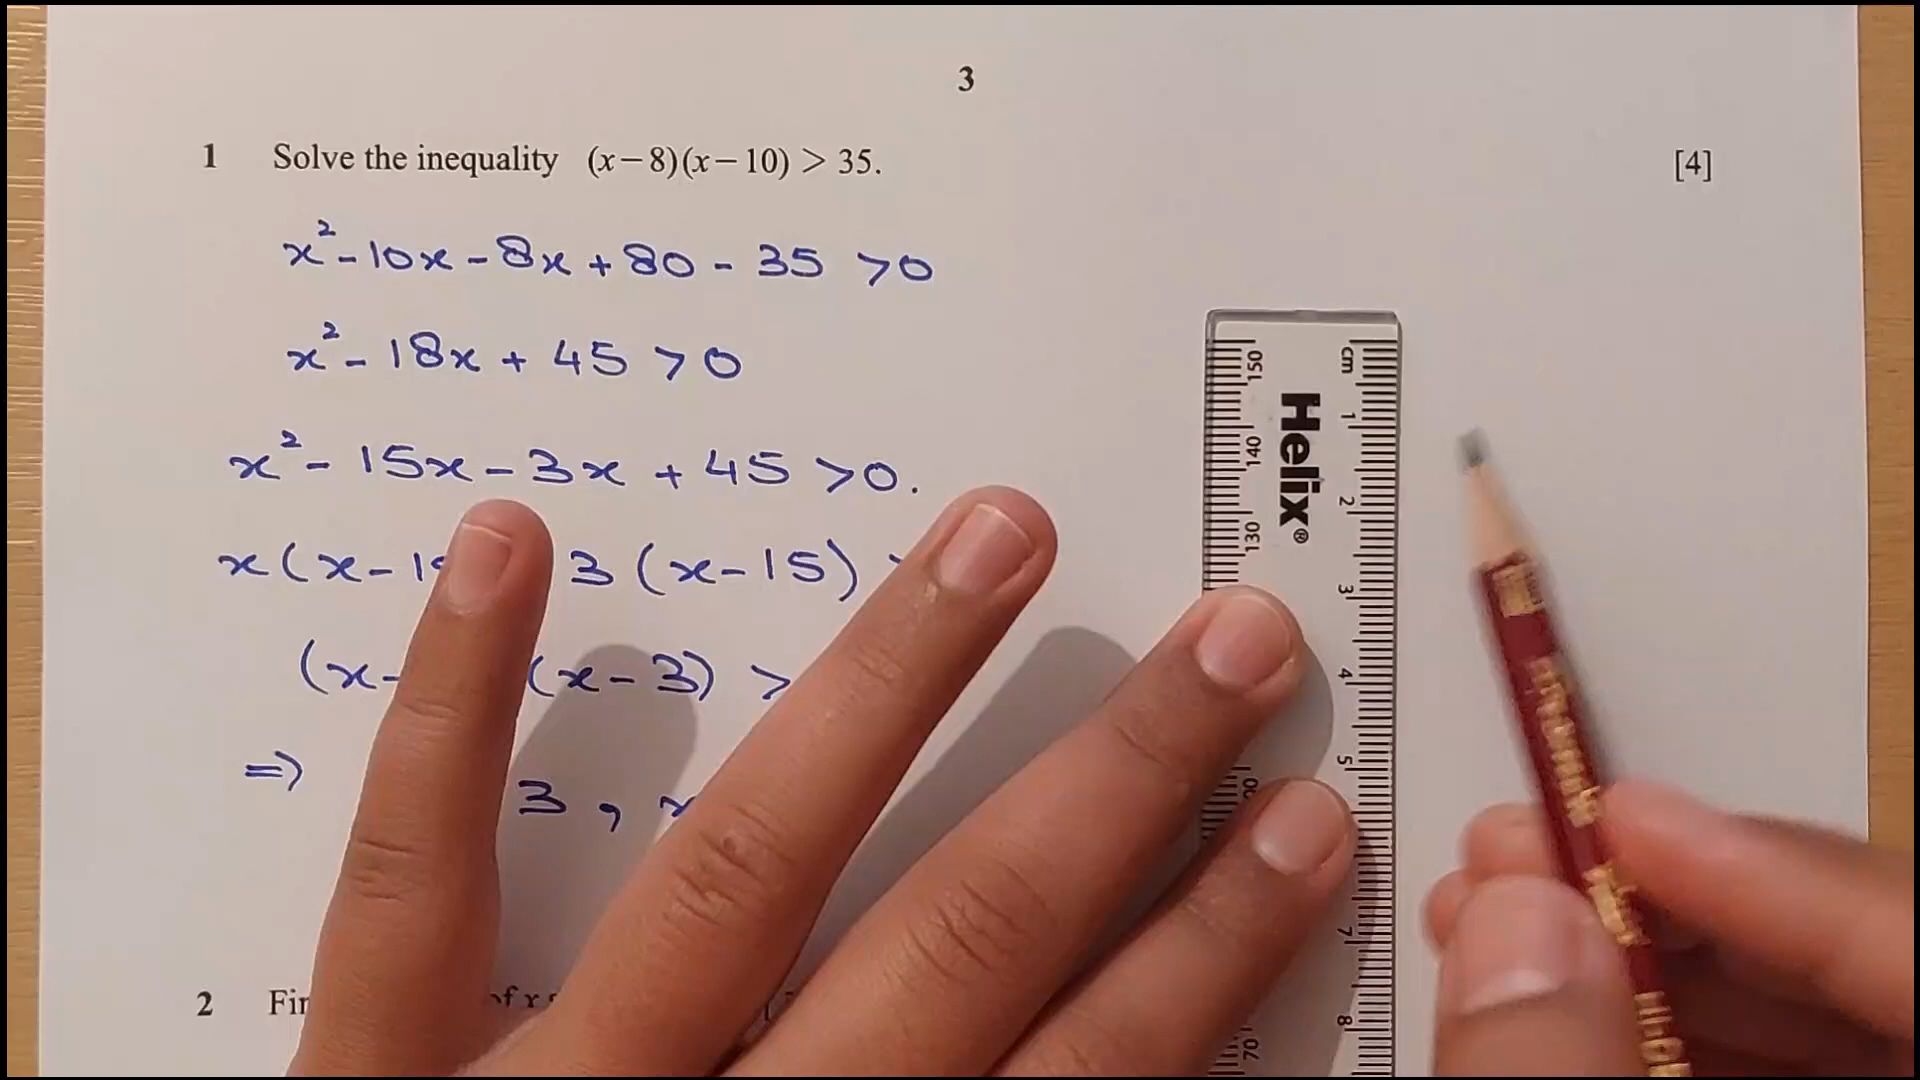 3
1 Solve the inequality (x−8)(x−10) > 35. [4]
x² - 10x - 8x + 80 - 35 >0
x² - 18x + 45 >0
x² - 15x - 3x + 45 >0.
x(x-1 3(x-15)
(x- (x-3) >
=> 3, x
2 of x
Helix®
cm 1 2 3 4 5 7 8
150 140 130 70